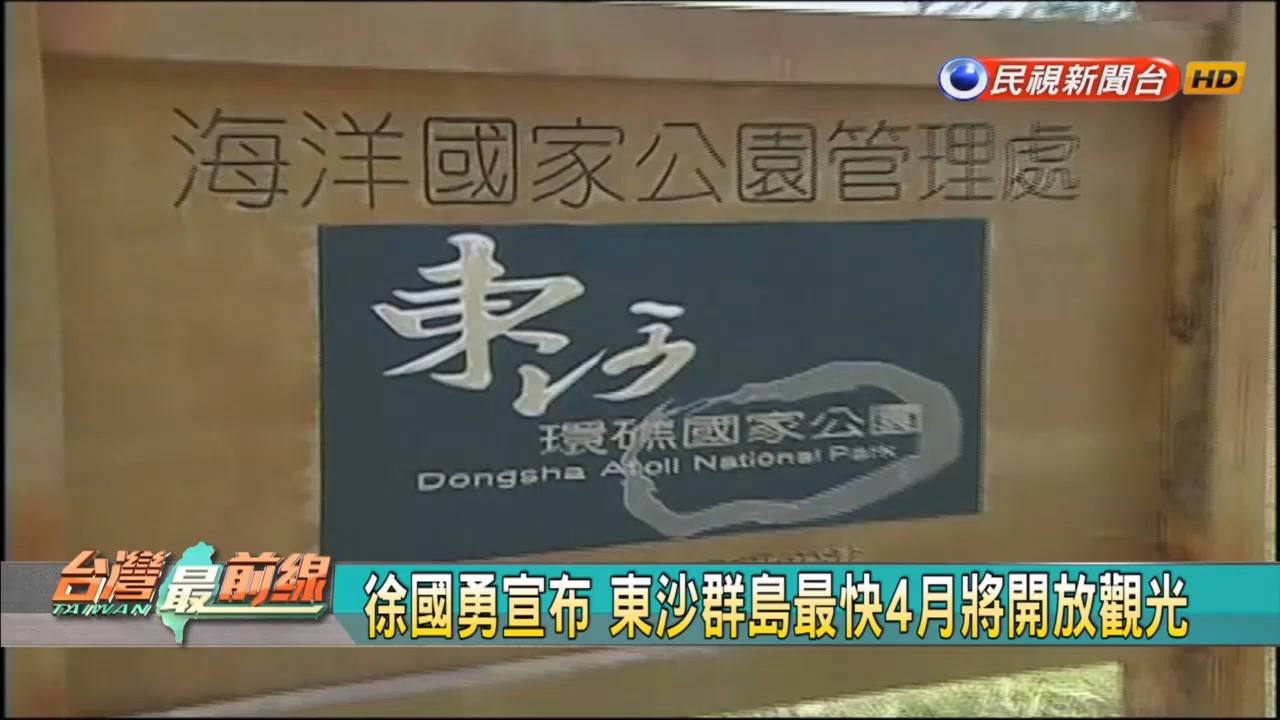 民視新聞台 HD
海洋國家公園管理處
東沙
環礁國家公園
Dongsha Atoll National Park
台灣最前線
TAIWAN
徐國勇宣布 東沙群島最快4月將開放觀光